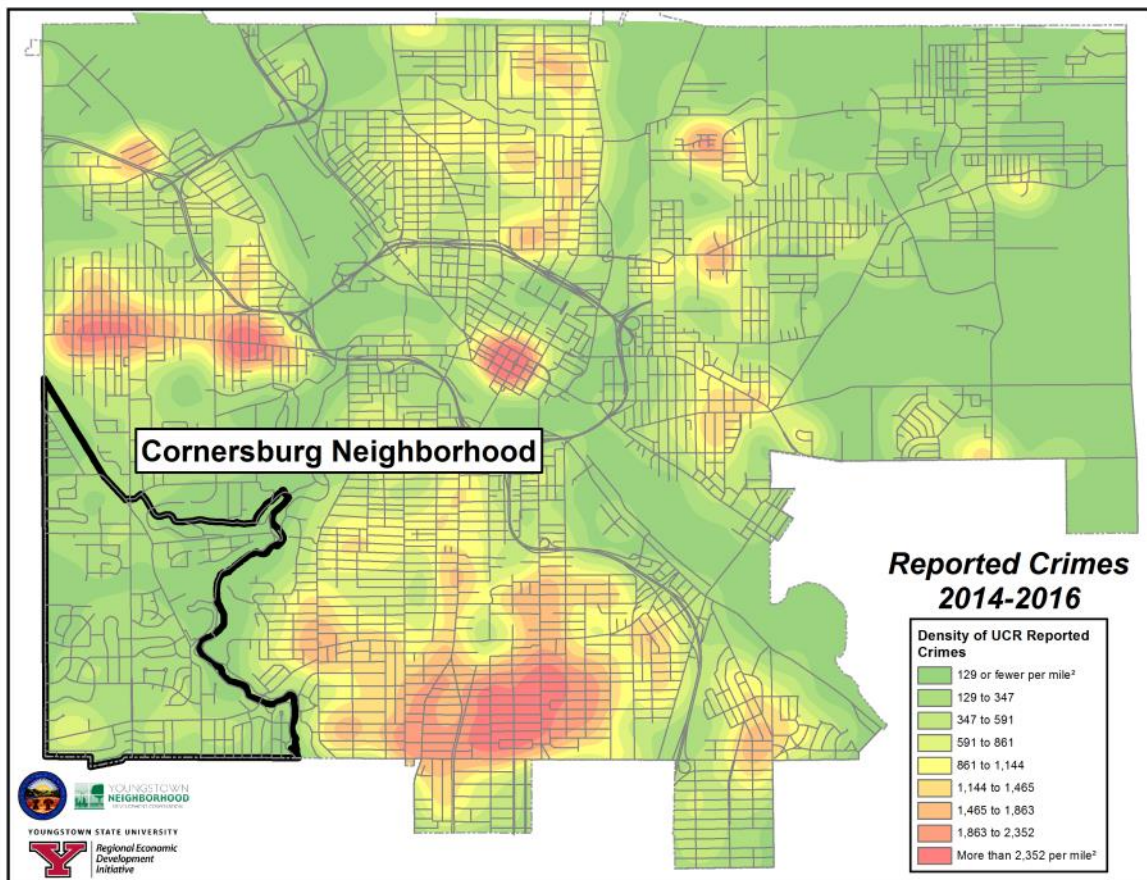 Cornersburg Neighborhood
Reported Crimes
2014-2016
Density of UCR Reported
Crimes
129 or fewer per mile²
129 to 347
347 to 591
591 to 861
861 to 1,144
1,144 to 1,465
1,465 to 1,863
1,863 to 2,352
More than 2,352 per mile²
YOUNGSTOWN
NEIGHBORHOOD
DEVELOPMENT CORPORATION
YOUNGSTOWN STATE UNIVERSITY
Y
Regional Economic
Development
Initiative